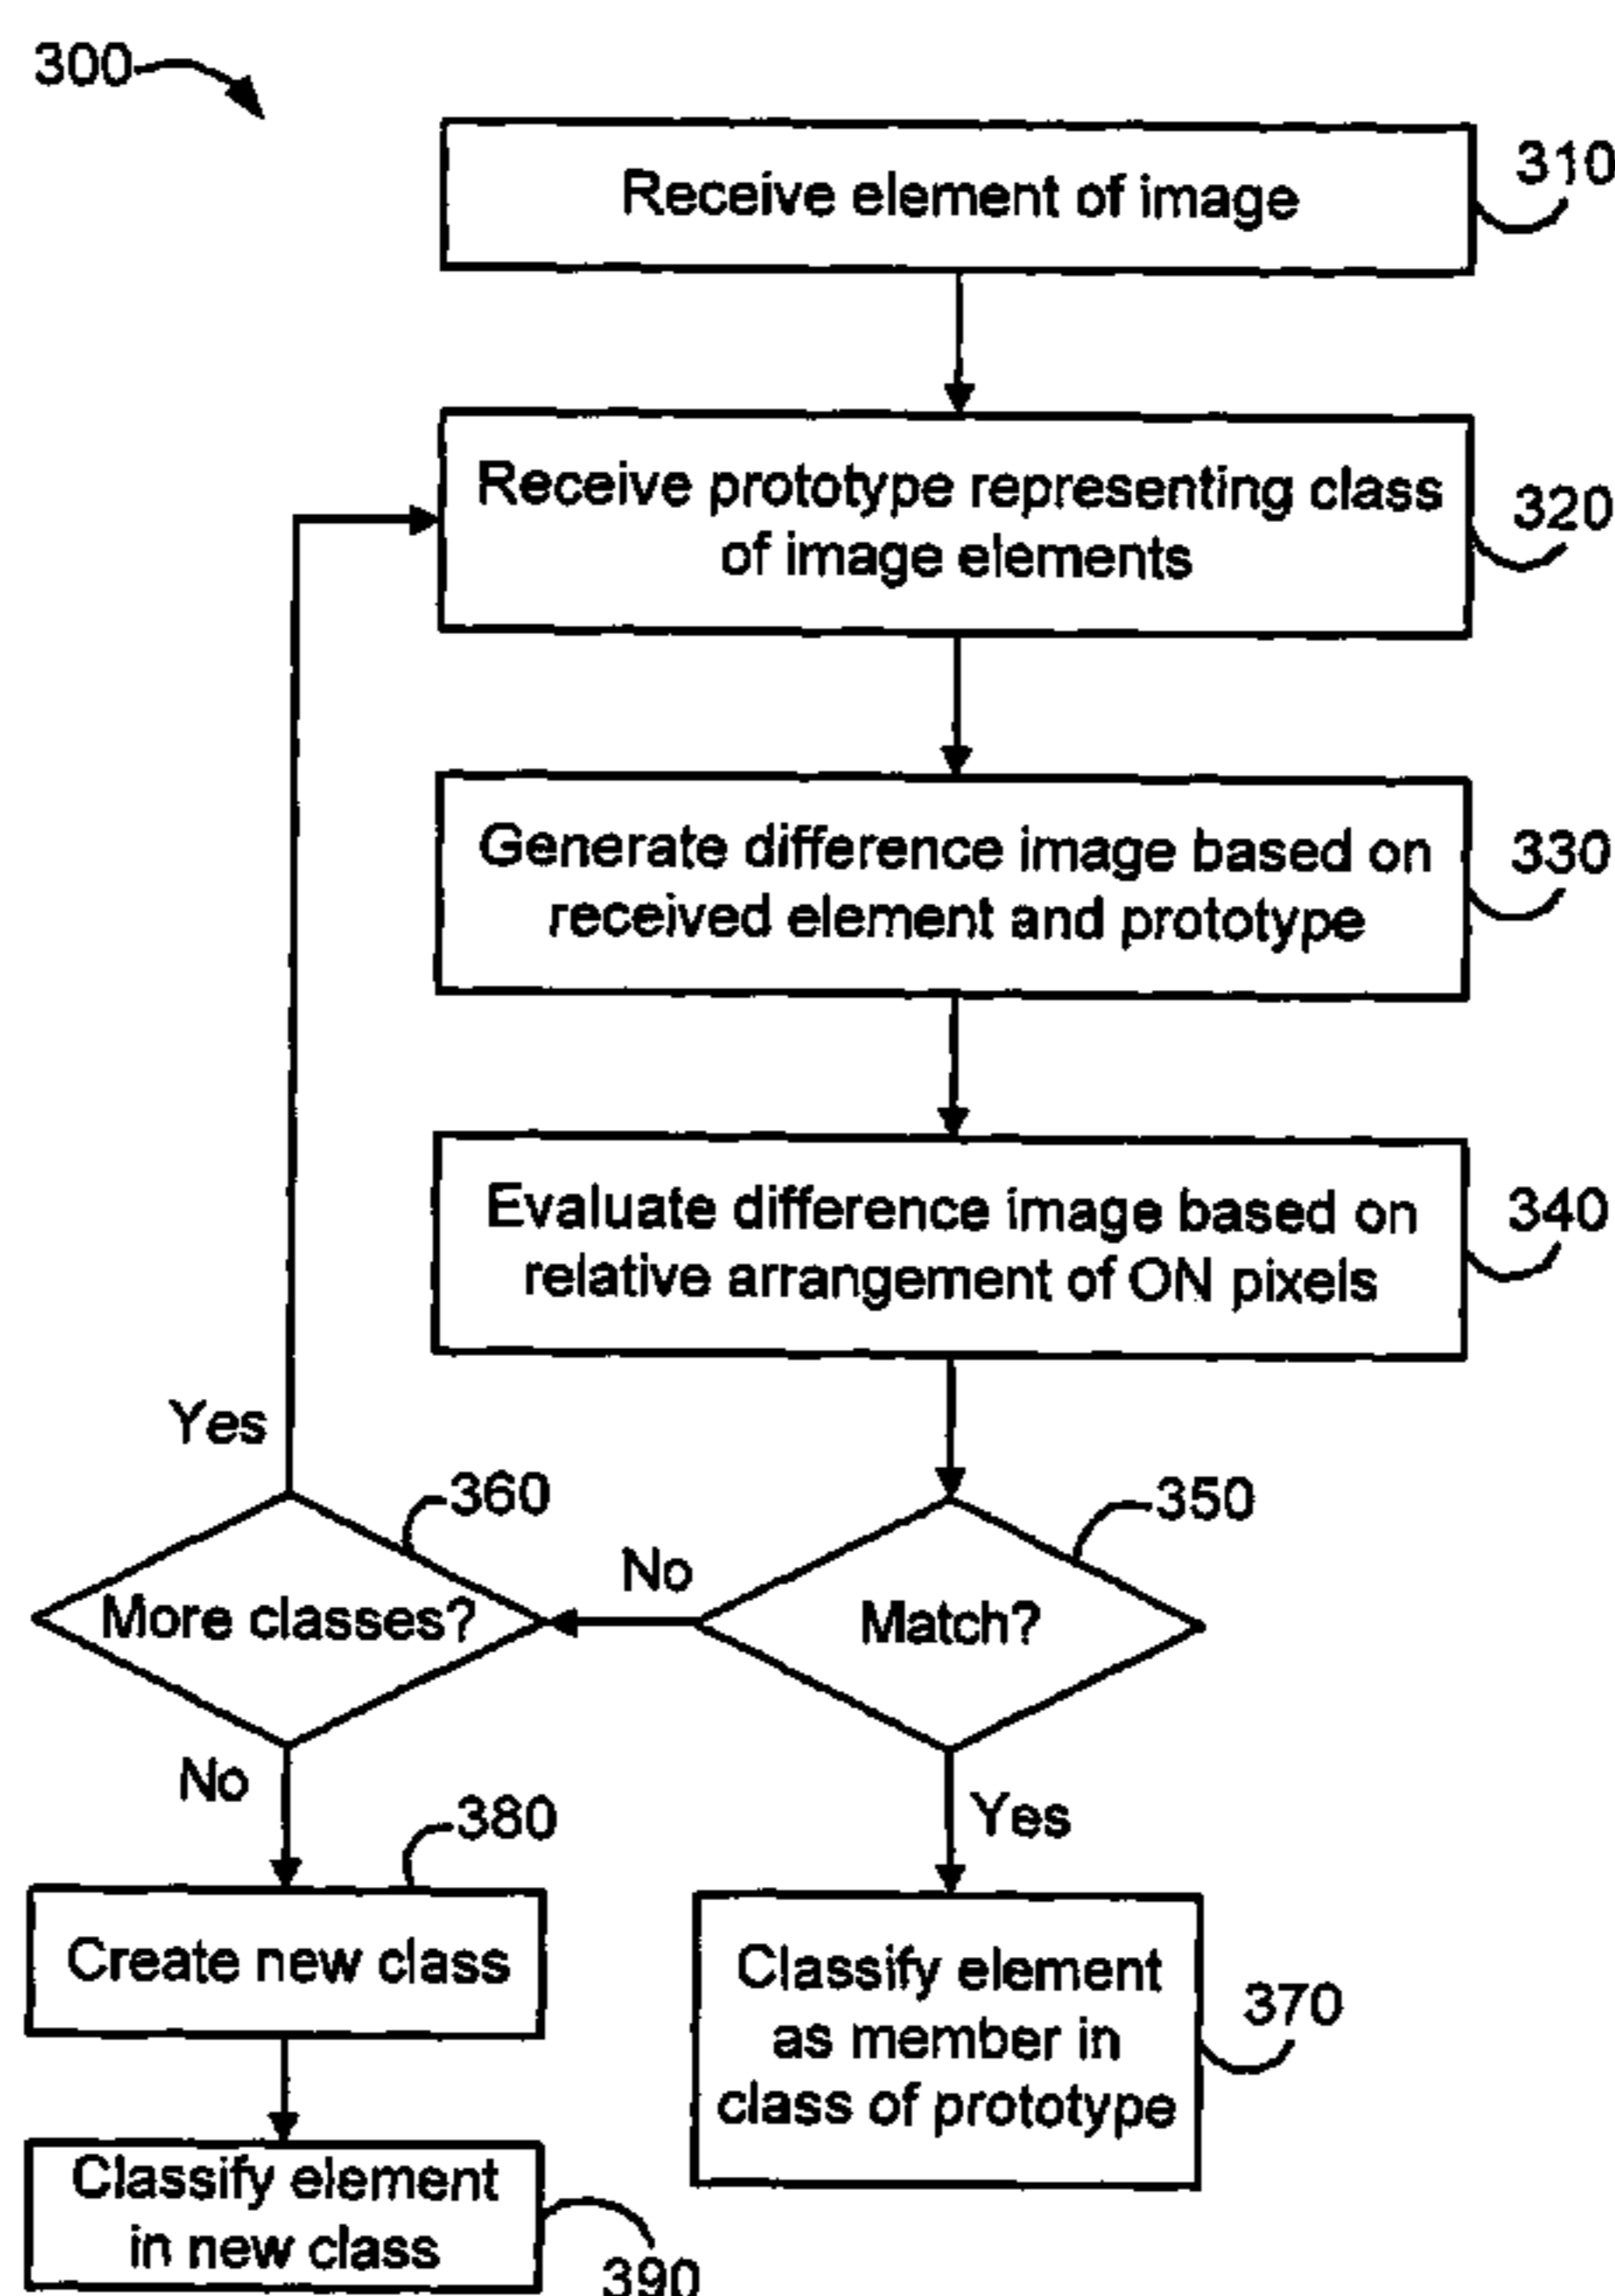 300
Receive element of image
310
Receive prototype representing class
of image elements
320
Generate difference image based on
received element and prototype
330
Evaluate difference image based on
relative arrangement of ON pixels
340
Yes
360
More classes?
No
350
Match?
No
380
Create new class
Yes
Classify element
as member in
class of prototype
370
Classify element
in new class
390